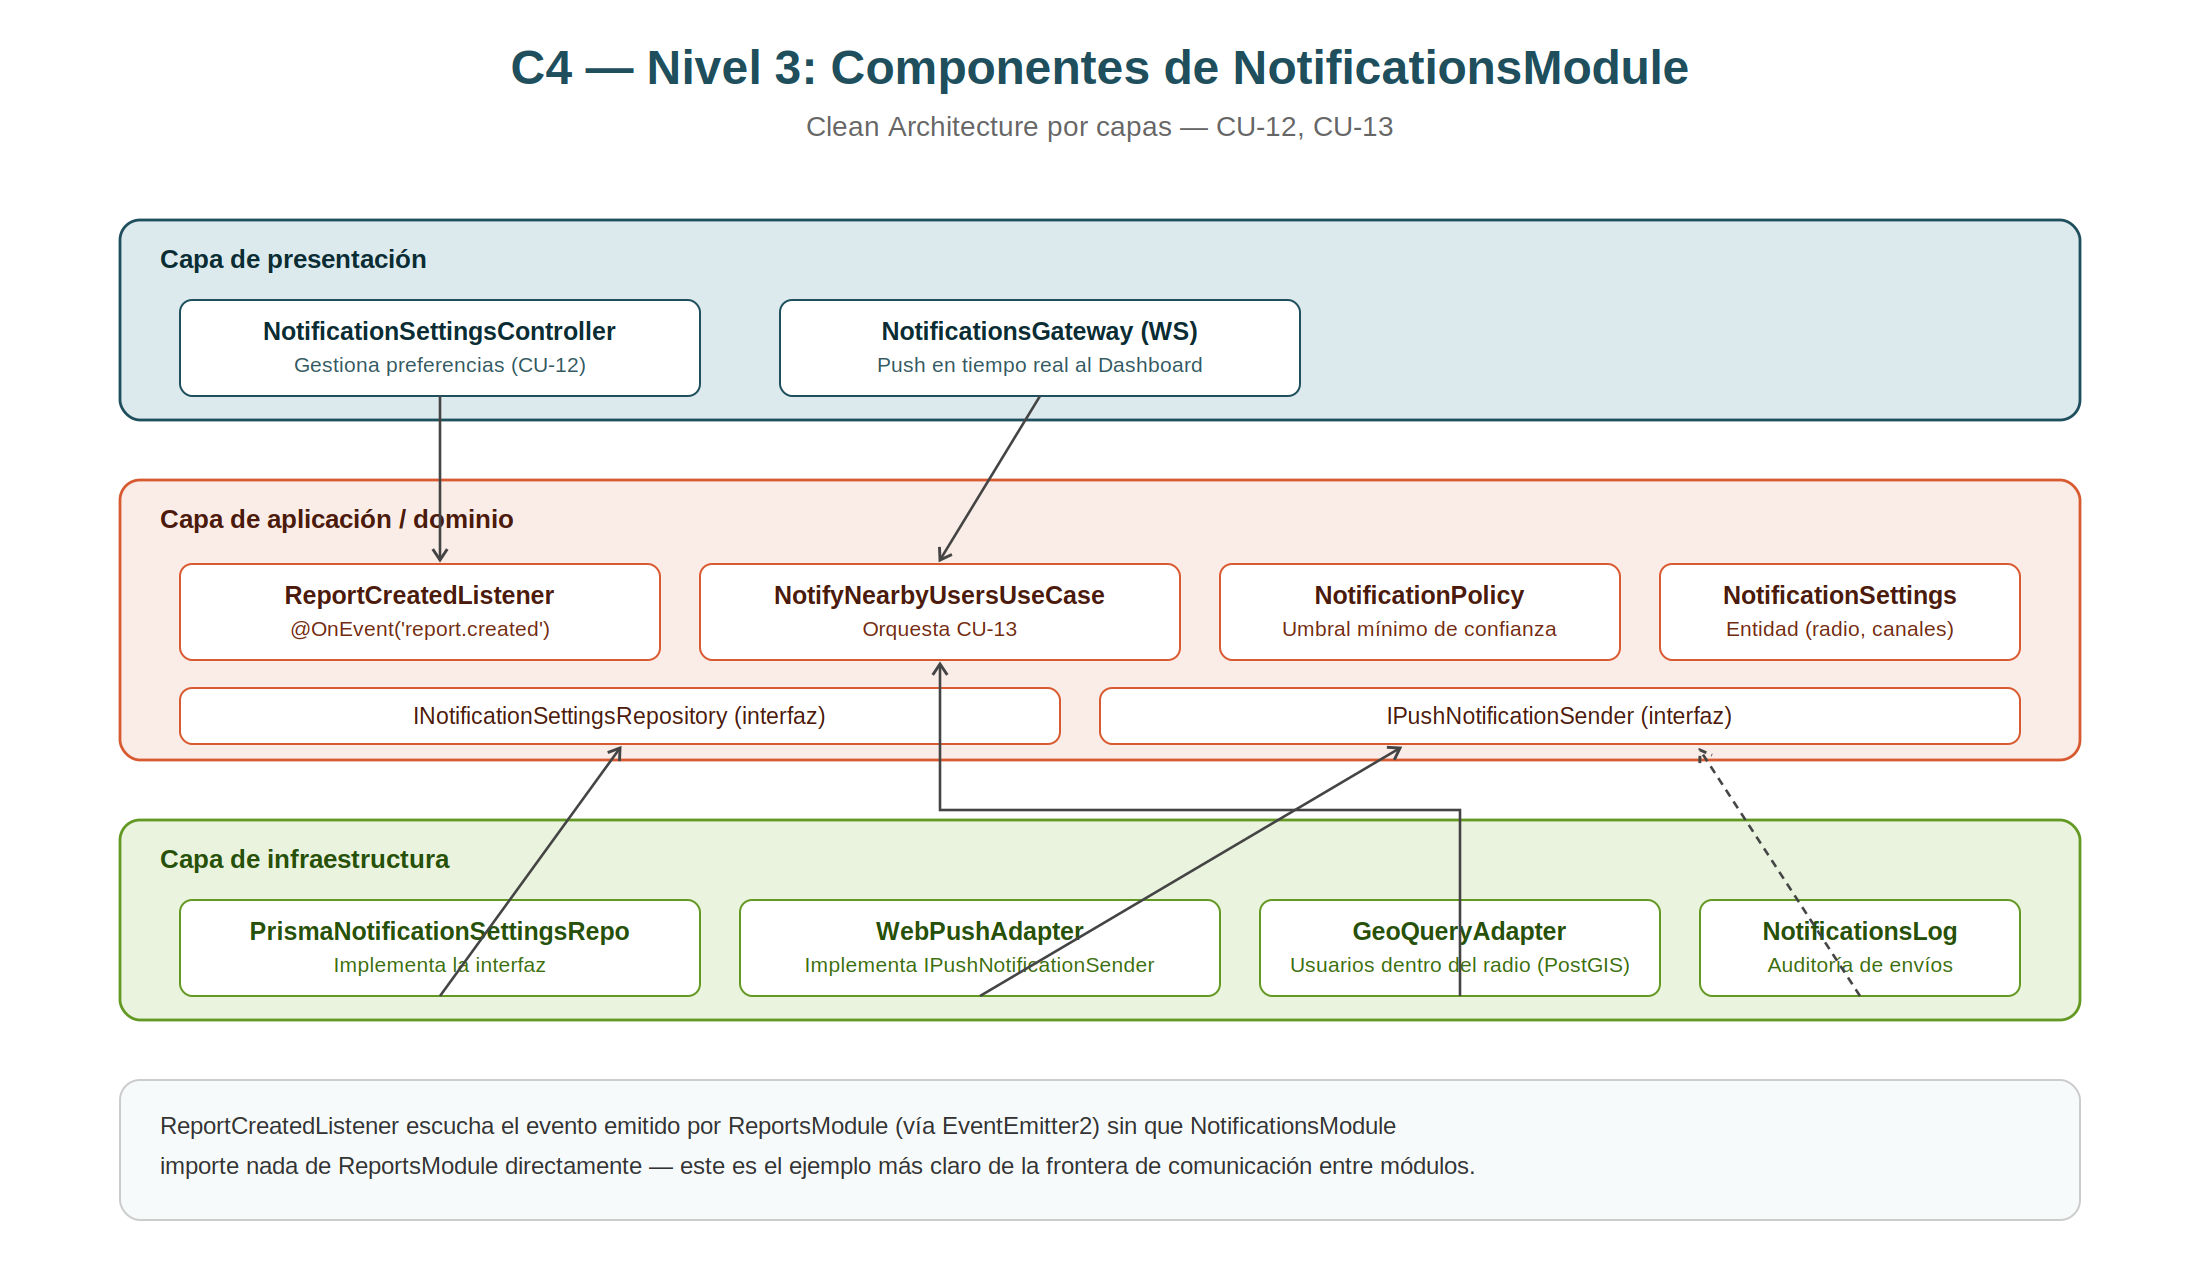 C4 — Nivel 3: Componentes de NotificationsModule
Clean Architecture por capas — CU-12, CU-13
Capa de presentación
NotificationSettingsController
Gestiona preferencias (CU-12)
NotificationsGateway (WS)
Push en tiempo real al Dashboard
Capa de aplicación / dominio
ReportCreatedListener
@OnEvent('report.created')
NotifyNearbyUsersUseCase
Orquesta CU-13
NotificationPolicy
Umbral mínimo de confianza
NotificationSettings
Entidad (radio, canales)
INotificationSettingsRepository (interfaz)
IPushNotificationSender (interfaz)
Capa de infraestructura
PrismaNotificationSettingsRepo
Implementa la interfaz
WebPushAdapter
Implementa IPushNotificationSender
GeoQueryAdapter
Usuarios dentro del radio (PostGIS)
NotificationsLog
Auditoría de envíos
ReportCreatedListener escucha el evento emitido por ReportsModule (vía EventEmitter2) sin que NotificationsModule
importe nada de ReportsModule directamente — este es el ejemplo más claro de la frontera de comunicación entre módulos.